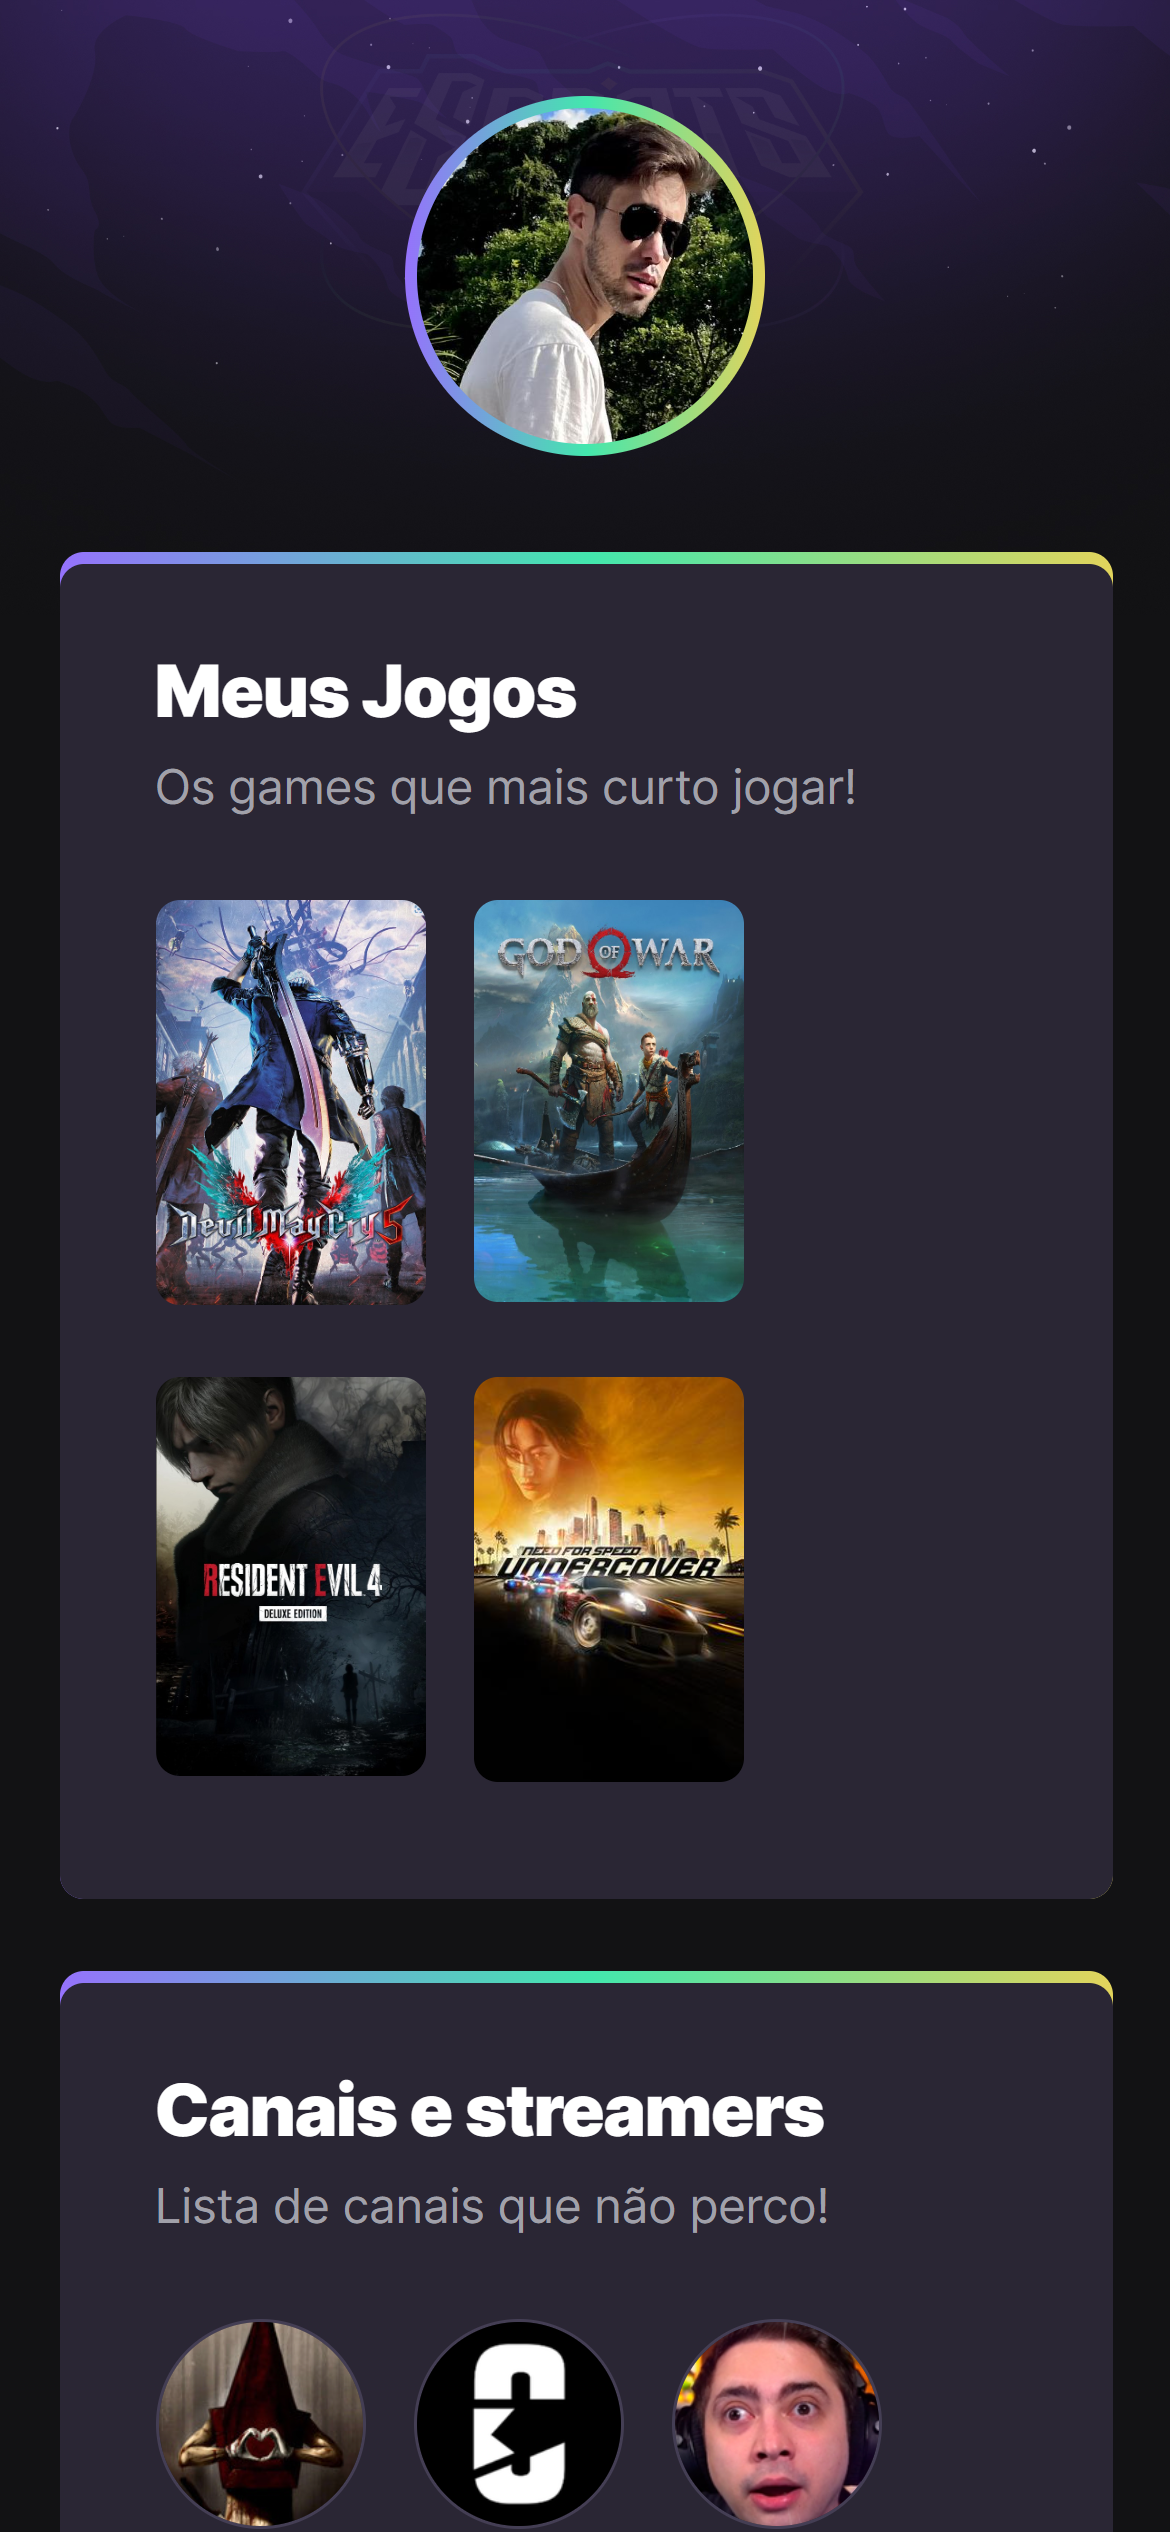 ESPORTS
Meus Jogos
Os games que mais curto jogar!
GOD OF WAR
Devil May Cry 5
RESIDENT EVIL 4
DELUXE EDITION
NEED FOR SPEED
UNDERCOVER
Canais e streamers
Lista de canais que não perco!